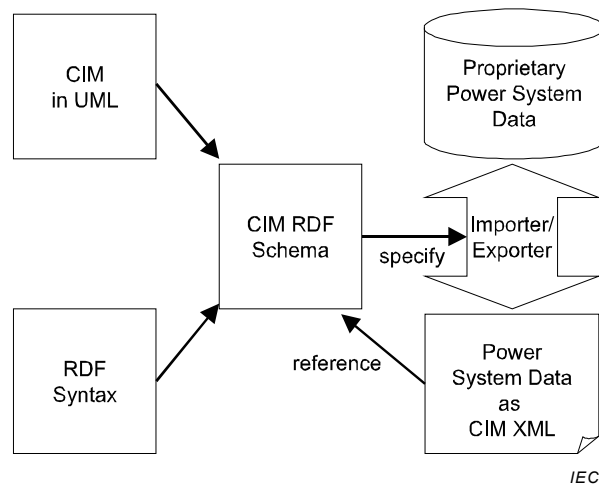 CIM
in UML
Proprietary
Power System
Data
CIM RDF
Schema
specify
Importer/
Exporter
RDF
Syntax
reference
Power
System Data
as
CIM XML
IEC